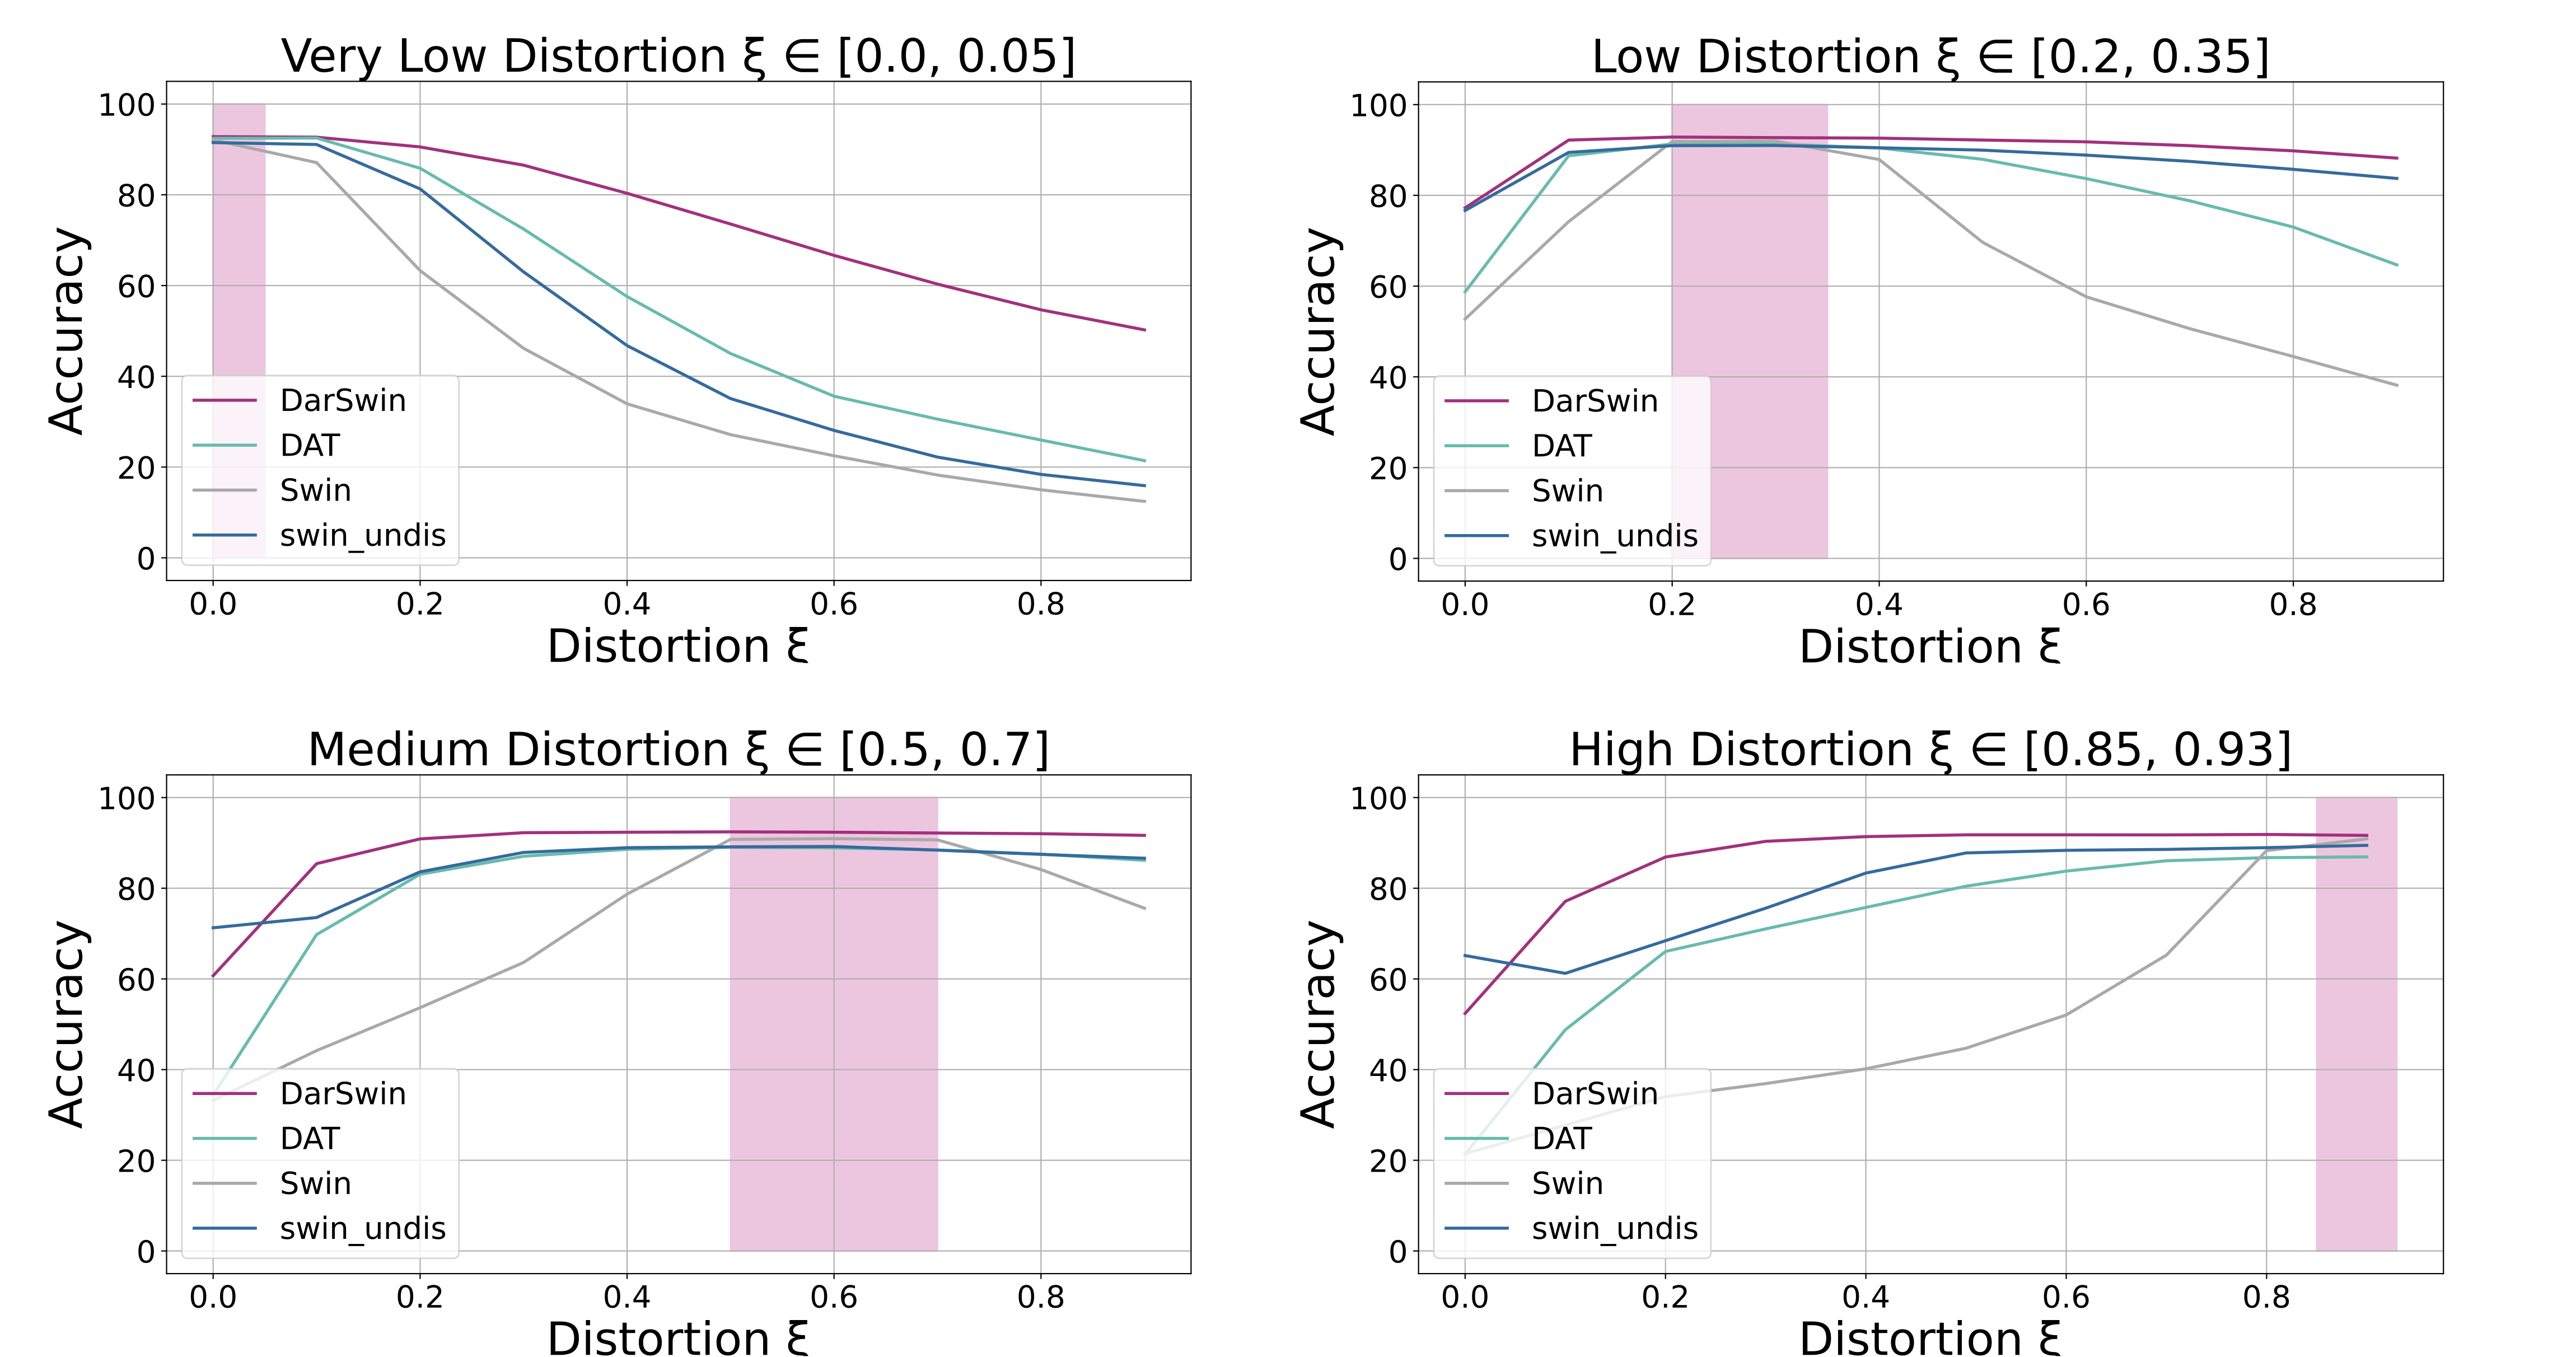 Very Low Distortion ξ ∈ [0.0, 0.05]
100
80
60
40
20
0
Accuracy
DarSwin
DAT
Swin
swin_undis
0.0 0.2 0.4 0.6 0.8
Distortion ξ
Low Distortion ξ ∈ [0.2, 0.35]
100
80
60
40
20
0
Accuracy
DarSwin
DAT
Swin
swin_undis
0.0 0.2 0.4 0.6 0.8
Distortion ξ
Medium Distortion ξ ∈ [0.5, 0.7]
100
80
60
40
20
0
Accuracy
DarSwin
DAT
Swin
swin_undis
0.0 0.2 0.4 0.6 0.8
Distortion ξ
High Distortion ξ ∈ [0.85, 0.93]
100
80
60
40
20
0
Accuracy
DarSwin
DAT
Swin
swin_undis
0.0 0.2 0.4 0.6 0.8
Distortion ξ